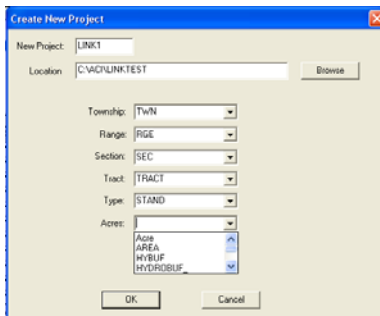 Create New Project
New Project: LINK1
Location C:\ACI\LINKTEST Browse
Township: TWN
Range: RGE
Section: SEC
Tract: TRACT
Type: STAND
Acres:
Acre
AREA
HYBUF
HYDROBUF_
OK Cancel